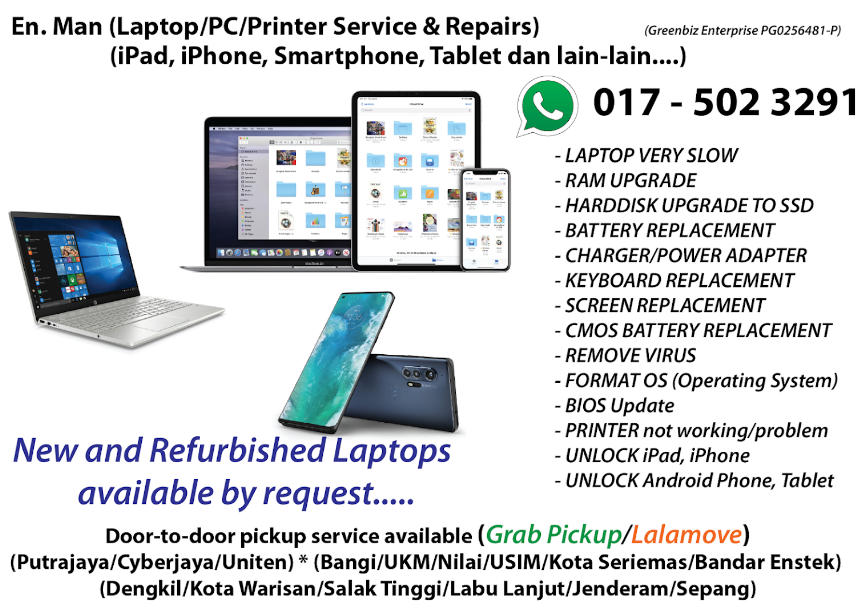 En. Man (Laptop/PC/Printer Service & Repairs)
(Greenbiz Enterprise PG0256481-P)
(iPad, iPhone, Smartphone, Tablet dan lain-lain....)
017 - 502 3291
- LAPTOP VERY SLOW
- RAM UPGRADE
- HARDDISK UPGRADE TO SSD
- BATTERY REPLACEMENT
- CHARGER/POWER ADAPTER
- KEYBOARD REPLACEMENT
- SCREEN REPLACEMENT
- CMOS BATTERY REPLACEMENT
- REMOVE VIRUS
- FORMAT OS (Operating System)
- BIOS Update
- PRINTER not working/problem
- UNLOCK iPad, iPhone
- UNLOCK Android Phone, Tablet
New and Refurbished Laptops
available by request.....
Door-to-door pickup service available (Grab Pickup/Lalamove)
(Putrajaya/Cyberjaya/Uniten) * (Bangi/UKM/Nilai/USIM/Kota Seriemas/Bandar Enstek)
(Dengkil/Kota Warisan/Salak Tinggi/Labu Lanjut/Jenderam/Sepang)